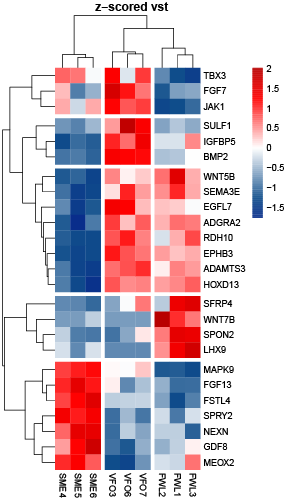 z-scored vst
TBX3
FGF7
JAK1
SULF1
IGFBP5
BMP2
WNT5B
SEMA3E
EGFL7
ADGRA2
RDH10
EPHB3
ADAMTS3
HOXD13
SFRP4
WNT7B
SPON2
LHX9
MAPK9
FGF13
FSTL4
SPRY2
NEXN
GDF8
MEOX2
2
1.5
1
0.5
0
-0.5
-1
-1.5
SME4
SME5
SME6
VFO3
VFO6
VFO7
FWL2
FWL1
FWL3